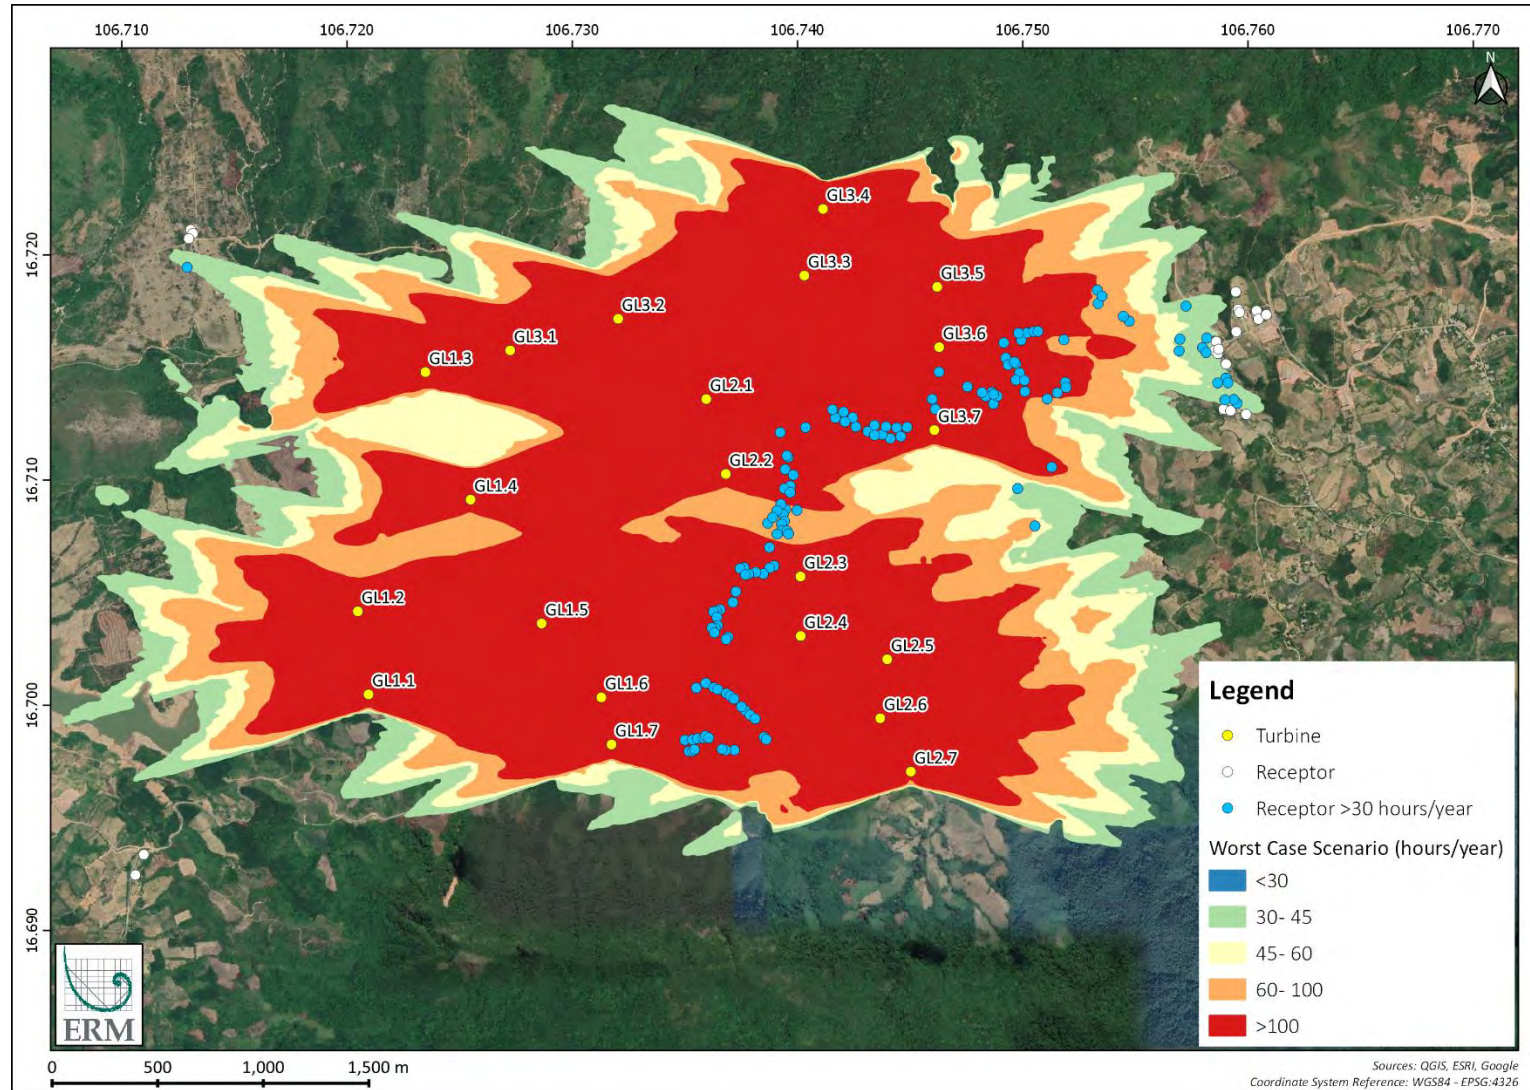 106.710 106.720 106.730 106.740 106.750 106.760 106.770
N
16.720
16.710
16.700
16.690
GL3.4
GL3.3
GL3.5
GL3.2
GL3.6
GL3.1
GL1.3
GL2.1
GL3.7
GL2.2
GL1.4
GL2.3
GL1.2
GL1.5
GL2.4
GL2.5
GL1.1
GL1.6
GL2.6
GL1.7
GL2.7
Legend
Turbine
Receptor
Receptor >30 hours/year
Worst Case Scenario (hours/year)
<30
30- 45
45- 60
60- 100
>100
ERM
0 500 1,000 1,500 m
Sources: QGIS, ESRI, Google
Coordinate System Reference: WGS84 - EPSG:4326